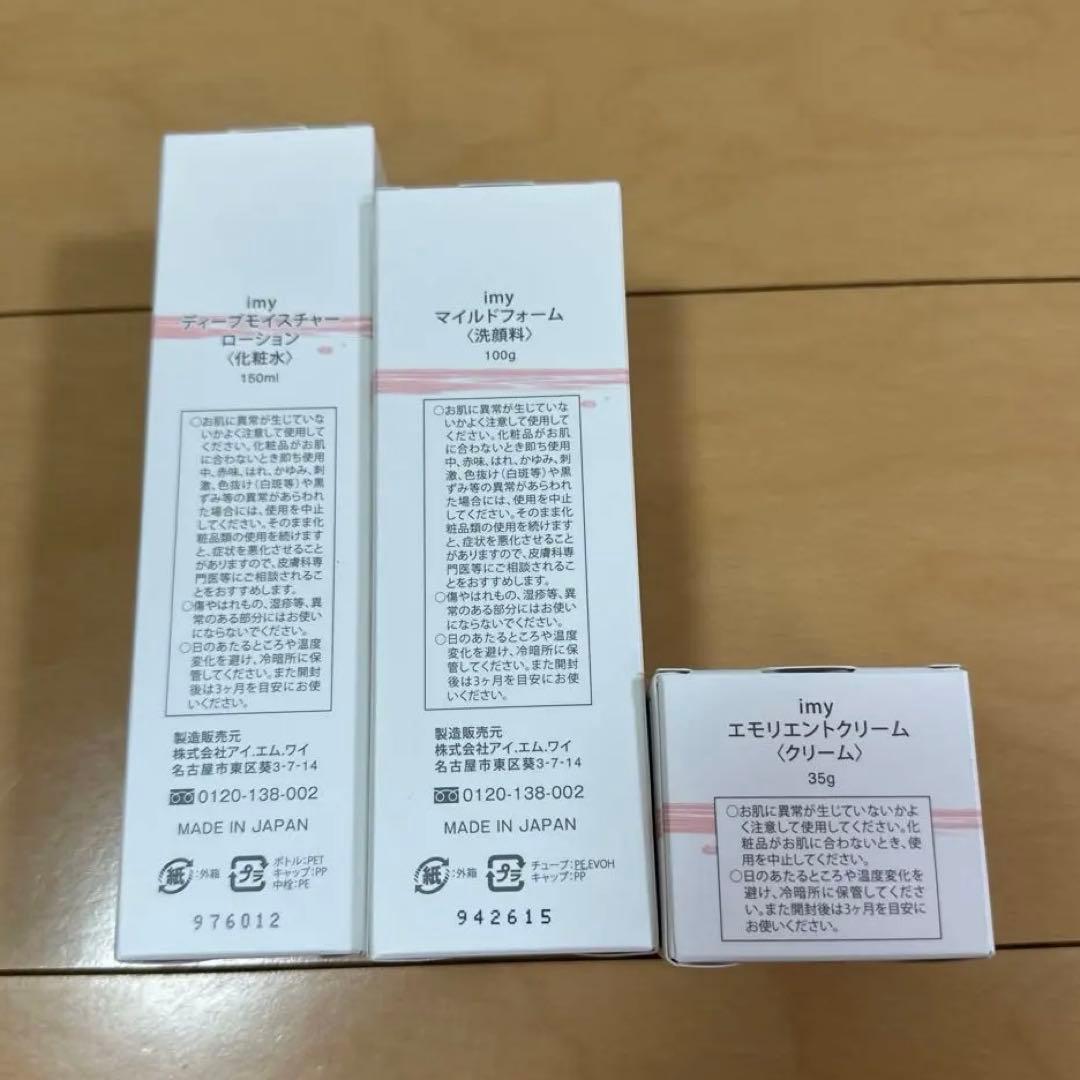 imy
ディープモイスチャー
ローション
〈化粧水〉
150ml
○お肌に異常が生じていな
いかよく注意して使用して
ください。化粧品がお肌
に合わないとき即ち使用
中、赤味、はれ、かゆみ、刺
激、色抜け(白斑等)や黒
ずみ等の異常があらわれ
た場合には、使用を中止
してください。そのまま化
粧品類の使用を続けます
と、症状を悪化させること
がありますので、皮膚科専
門医等にご相談されるこ
とをおすすめします。
○傷やはれもの、湿疹等、異
常のある部分にはお使い
にならないでください。
○日のあたるところや温度
変化を避け、冷暗所に保
管してください。また開封
後は3ヶ月を目安にお使
いください。
製造販売元
株式会社アイ.エム.ワイ
名古屋市東区葵3-7-14
0120-138-002
MADE IN JAPAN
紙:外箱
プラ ボトル:PET
キャップ:PP
中栓:PE
976012
imy
マイルドフォーム
〈洗顔料〉
100g
○お肌に異常が生じていな
いかよく注意して使用して
ください。化粧品がお肌
に合わないとき即ち使用
中、赤味、はれ、かゆみ、刺
激、色抜け(白斑等)や黒
ずみ等の異常があらわれ
た場合には、使用を中止
してください。そのまま化
粧品類の使用を続けます
と、症状を悪化させること
がありますので、皮膚科専
門医等にご相談されるこ
とをおすすめします。
○傷やはれもの、湿疹等、異
常のある部分にはお使い
にならないでください。
○日のあたるところや温度
変化を避け、冷暗所に保
管してください。また開封
後は3ヶ月を目安にお使
いください。
製造販売元
株式会社アイ.エム.ワイ
名古屋市東区葵3-7-14
0120-138-002
MADE IN JAPAN
紙:外箱
プラ チューブ:PE,EVOH
キャップ:PP
942615
imy
エモリエントクリーム
〈クリーム〉
35g
○お肌に異常が生じていないかよ
く注意して使用してください。化
粧品がお肌に合わないとき、使
用を中止してください。
○日のあたるところや温度変化を
避け、冷暗所に保管してくださ
い。また開封後は3ヶ月を目安に
お使いください。